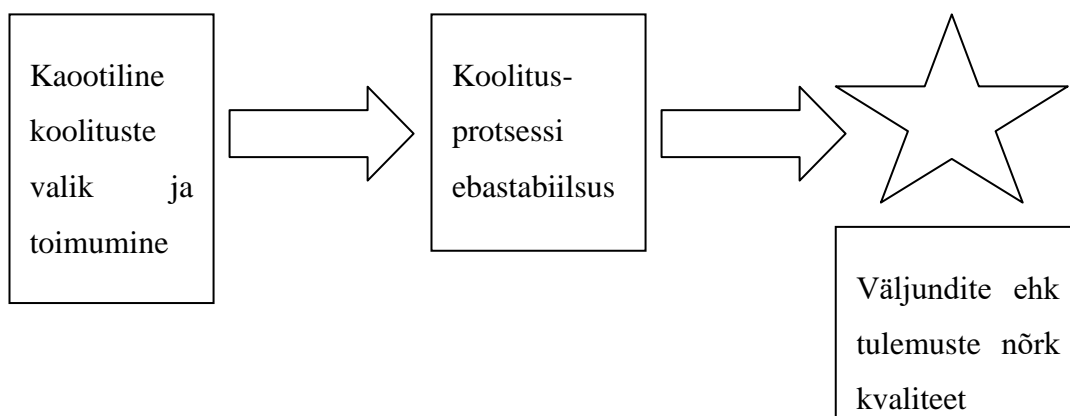 Kaootiline
koolituste
valik ja
toimumine
Koolitus-
protsessi
ebastabiilsus
Väljundite ehk
tulemuste nõrk
kvaliteet